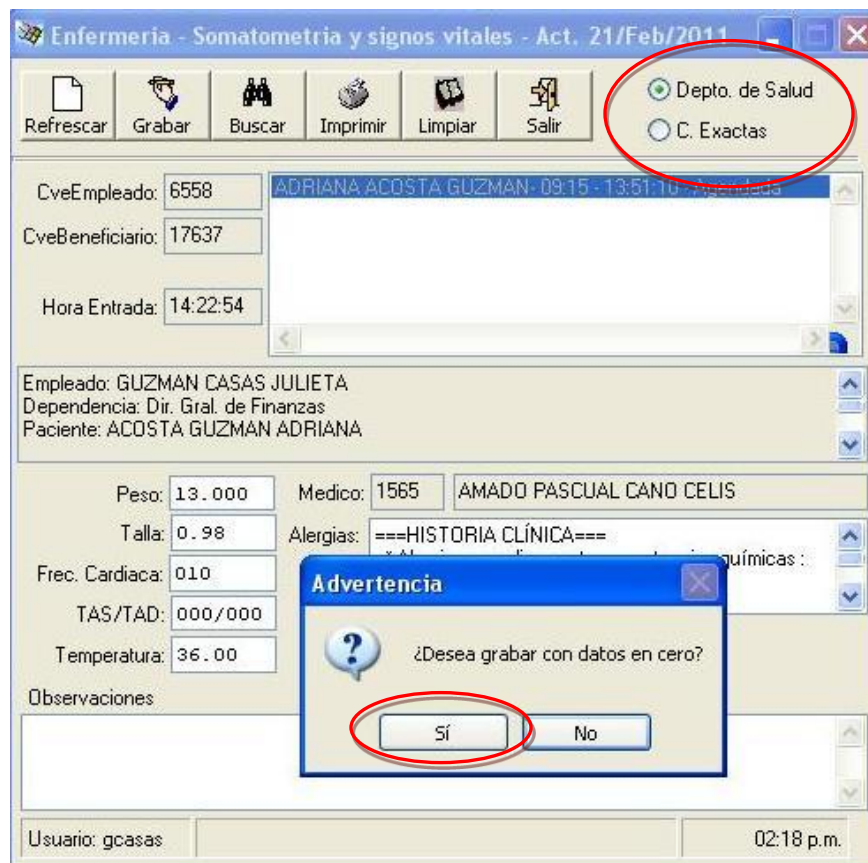 Enfermeria - Somatometria y signos vitales - Act. 21/Feb/2011
Refrescar Grabar Buscar Imprimir Limpiar Salir
Depto. de Salud
C. Exactas
CveEmpleado: 6558
ADRIANA ACOSTA GUZMAN- 09:15 - 13:51:10 - Agendada
CveBeneficiario: 17637
Hora Entrada: 14:22:54
Empleado: GUZMAN CASAS JULIETA
Dependencia: Dir. Gral. de Finanzas
Paciente: ACOSTA GUZMAN ADRIANA
Peso: 13.000 Medico: 1565 AMADO PASCUAL CANO CELIS
Talla: 0.98 Alergias: ===HISTORIA CLÍNICA===
químicas :
Frec. Cardiaca: 010
TAS/TAD: 000/000
Temperatura: 36.00
Advertencia
¿Desea grabar con datos en cero?
Sí No
Observaciones
Usuario: gcasas 02:18 p.m.